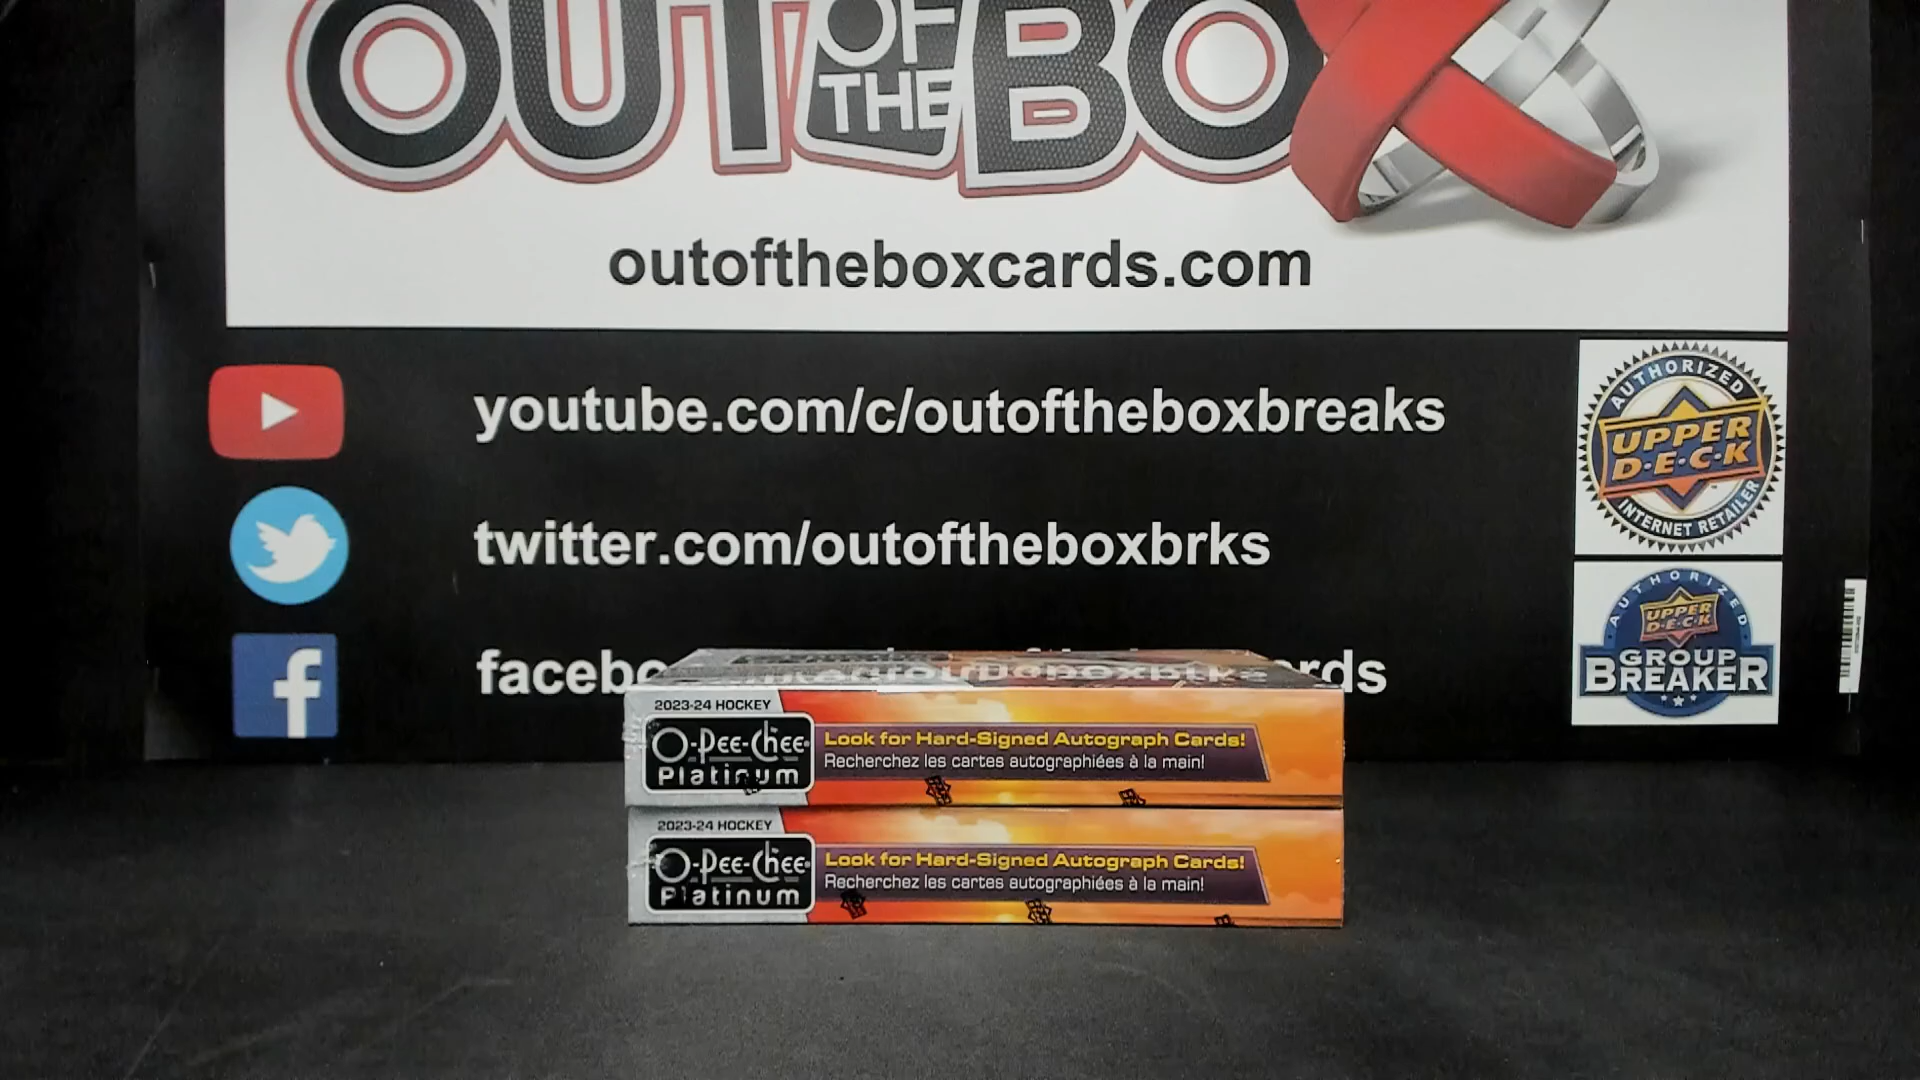 OUT OF THE BOX
outoftheboxcards.com
youtube.com/c/outoftheboxbreaks
twitter.com/outoftheboxbrks
facebo
rds
AUTHORIZED
UPPER
D·E·C·K
INTERNET RETAILER
AUTHORIZED
UPPER
D·E·C·K
GROUP
BREAKER
2023-24 HOCKEY
O-Pee-Chee
Platinum
Look for Hard-Signed Autograph Cards!
Recherchez les cartes autographiées à la main!
2023-24 HOCKEY
O-Pee-Chee
Platinum
Look for Hard-Signed Autograph Cards!
Recherchez les cartes autographiées à la main!